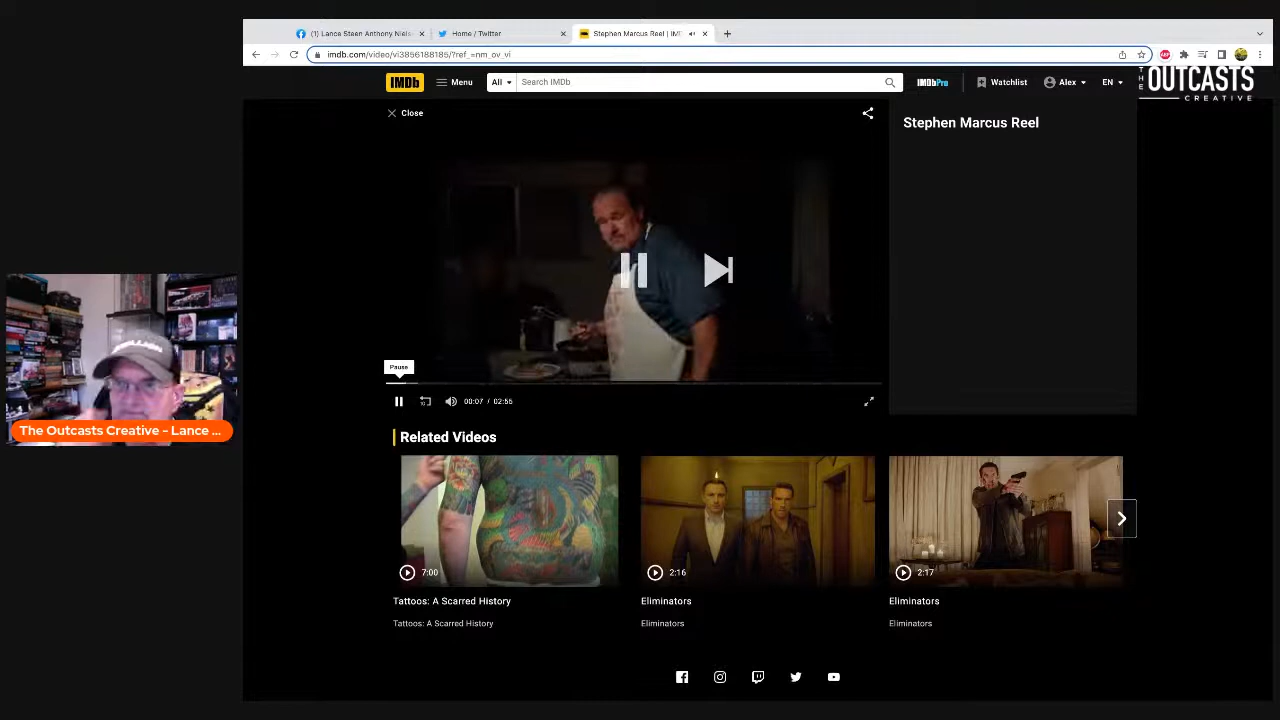 (1) Lance Steen Anthony Niels
Home / Twitter
Stephen Marcus Reel | IM
imdb.com/video/vi3856188185/?ref_=nm_ov_vi
IMDb
Menu
All
Search IMDb
IMDbPro
Watchlist
Alex
EN
THE OUTCASTS
CREATIVE
Close
Stephen Marcus Reel
Pause
00:07 / 02:55
The Outcasts Creative - Lance ...
Related Videos
7:00
2:16
2:17
Tattoos: A Scarred History
Eliminators
Eliminators
Tattoos: A Scarred History
Eliminators
Eliminators